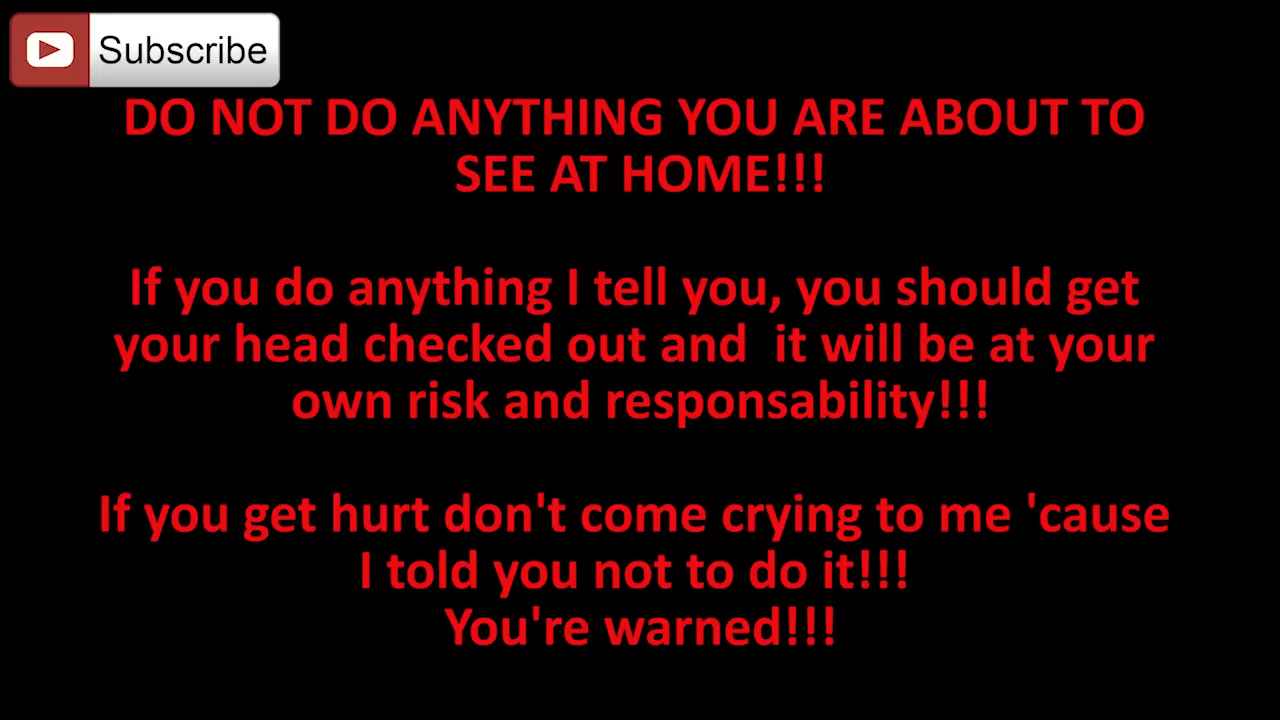 Subscribe
DO NOT DO ANYTHING YOU ARE ABOUT TO
SEE AT HOME!!!
If you do anything I tell you, you should get
your head checked out and  it will be at your
own risk and responsability!!!
If you get hurt don't come crying to me 'cause
I told you not to do it!!!
You're warned!!!